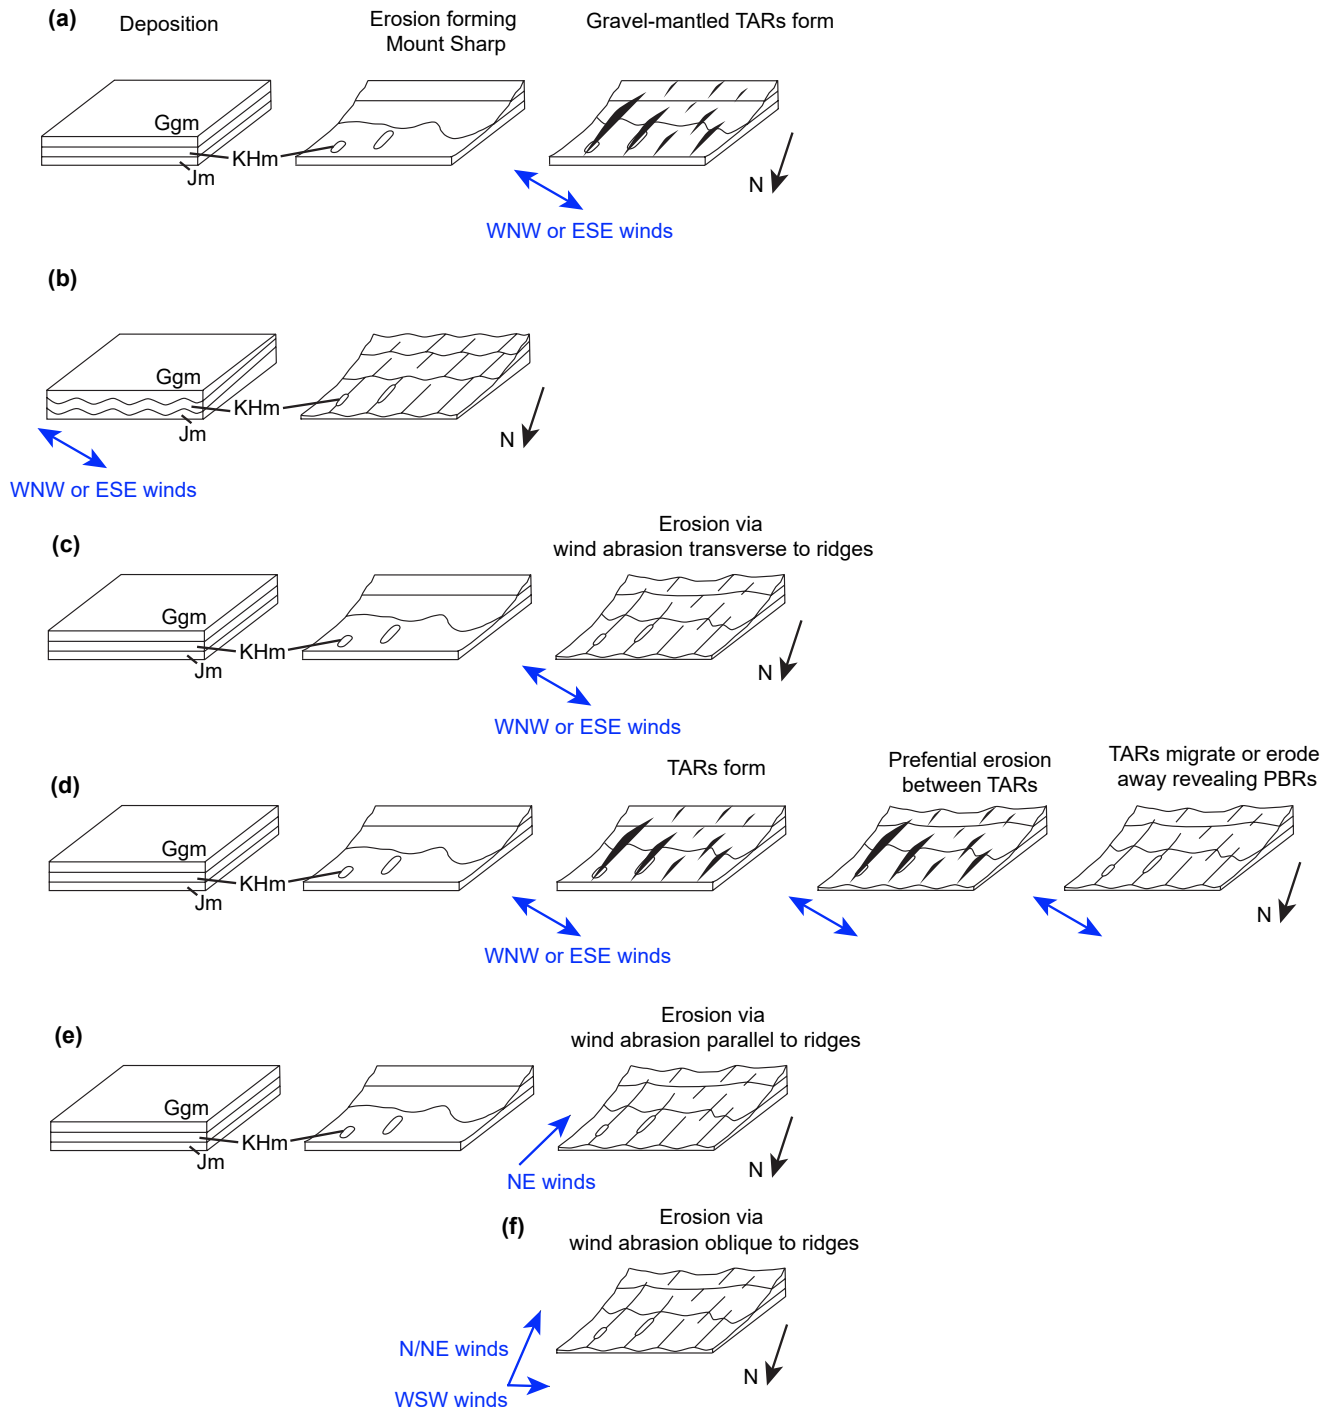 (a)
Deposition
Erosion forming
Mount Sharp
Gravel-mantled TARs form
Ggm
KHm
Jm
N
WNW or ESE winds
(b)
Ggm
KHm
Jm
N
WNW or ESE winds
(c)
Erosion via
wind abrasion transverse to ridges
Ggm
KHm
Jm
N
WNW or ESE winds
(d)
TARs form
Prefential erosion
between TARs
TARs migrate or erode
away revealing PBRs
Ggm
KHm
Jm
N
WNW or ESE winds
(e)
Erosion via
wind abrasion parallel to ridges
Ggm
KHm
Jm
N
NE winds
(f)
Erosion via
wind abrasion oblique to ridges
N/NE winds
N
WSW winds